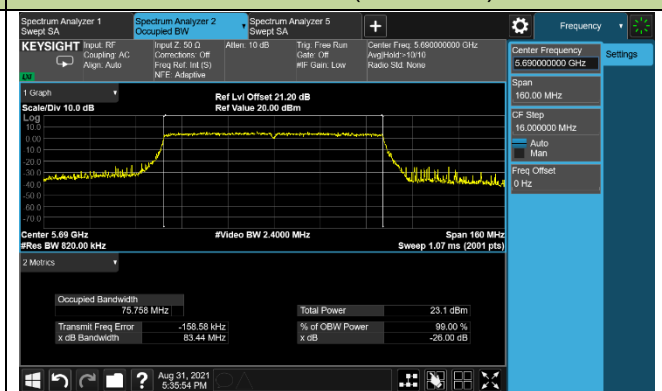 Spectrum Analyzer 1
Swept SA
Spectrum Analyzer 2
Occupied BW
Spectrum Analyzer 5
Swept SA
+
Frequency
KEYSIGHT
Input: RF
Coupling: AC
Align: Auto
Input Z: 50 Ω
Corrections: Off
Freq Ref: Int (S)
NFE: Adaptive
Atten: 10 dB
Trig: Free Run
Gate: Off
#IF Gain: Low
Center Freq: 5.690000000 GHz
Avg|Hold:>10/10
Radio Std: None
Center Frequency
5.690000000 GHz
Settings
Span
160.00 MHz
CF Step
16.000000 MHz
Auto
Man
Freq Offset
0 Hz
1 Graph
Scale/Div 10.0 dB
Ref Lvl Offset 21.20 dB
Ref Value 20.00 dBm
Log
10.0
0.00
-10.0
-20.0
-30.0
-40.0
-50.0
-60.0
-70.0
Center 5.69 GHz
#Res BW 820.00 kHz
#Video BW 2.4000 MHz
Span 160 MHz
Sweep 1.07 ms (2001 pts)
2 Metrics
Occupied Bandwidth
75.758 MHz
Total Power
23.1 dBm
Transmit Freq Error
-158.58 kHz
% of OBW Power
99.00 %
x dB Bandwidth
83.44 MHz
x dB
-26.00 dB
?
Aug 31, 2021
5:35:54 PM